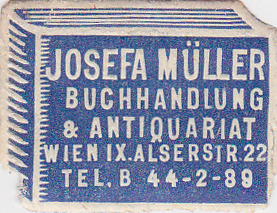 JOSEFA MÜLLER
BUCHHANDLUNG
& ANTIQUARIAT
WIEN IX. ALSERSTR. 22
TEL. B 44-2-89